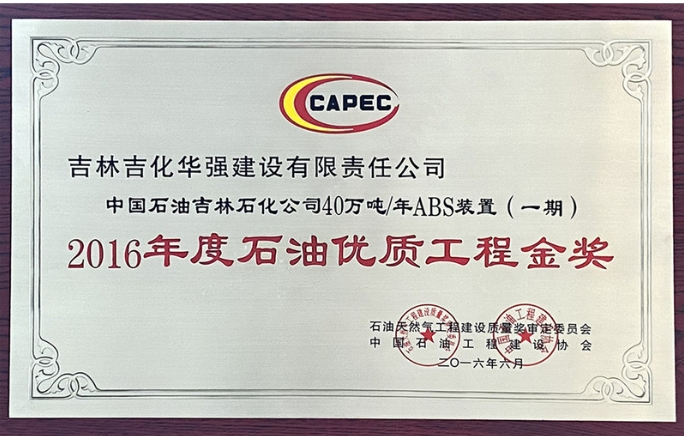 CAPEC
吉林吉化华强建设有限责任公司
中国石油吉林石化公司40万吨/年ABS装置（一期）
2016年度石油优质工程金奖
石油天然气工程建设质量奖审定委员会
中国石油工程建设协会
二〇一六年六月